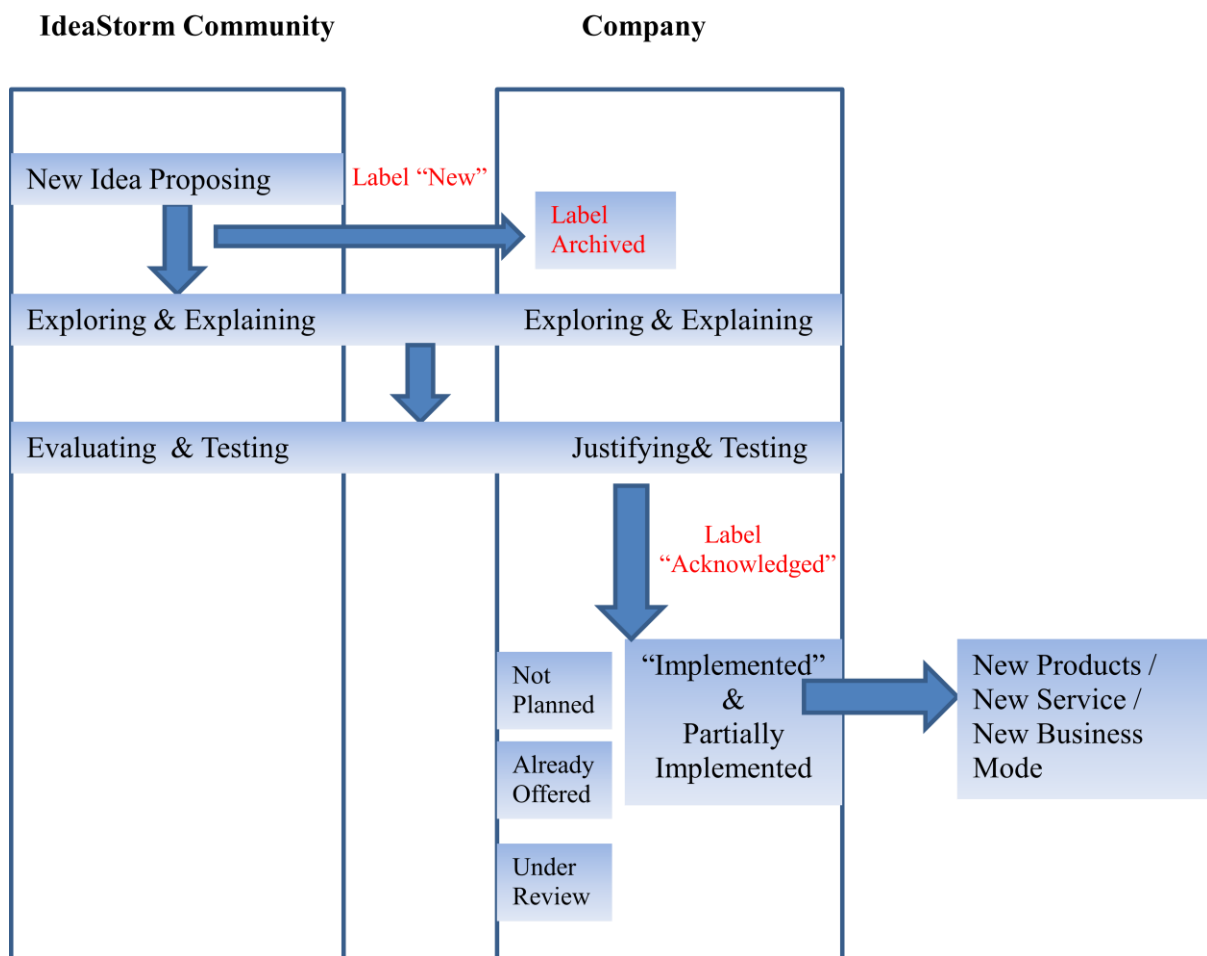 IdeaStorm Community
Company
New Idea Proposing
Label “New”
Label
Archived
Exploring & Explaining
Exploring & Explaining
Evaluating  & Testing
Justifying& Testing
Label
“Acknowledged”
Not
Planned
“Implemented”
&
Partially
Implemented
New Products /
New Service /
New Business
Mode
Already
Offered
Under
Review